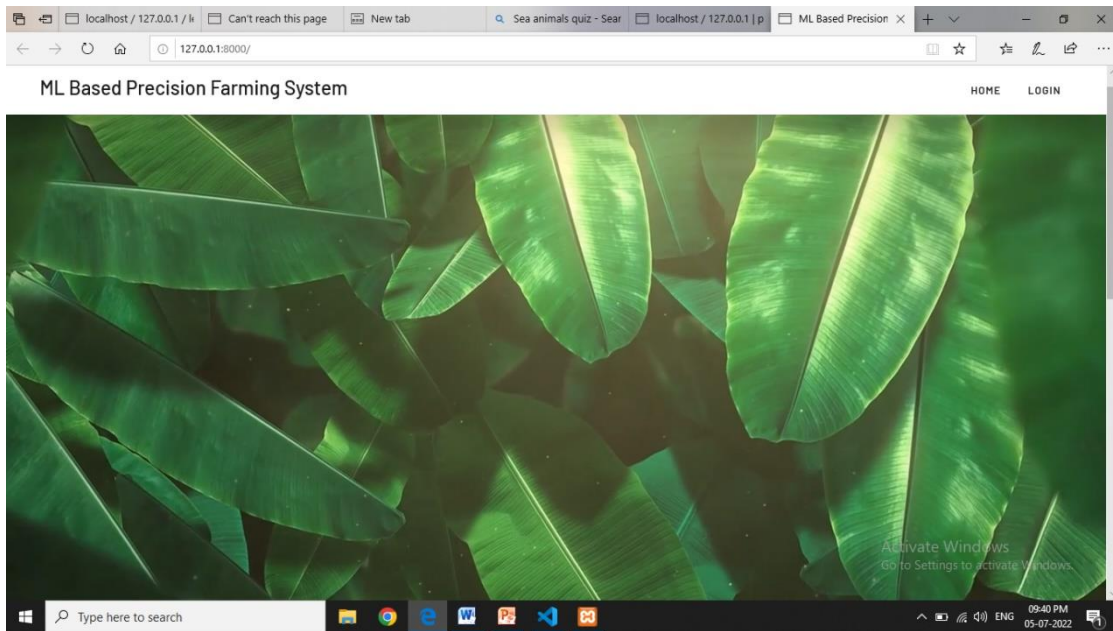 localhost / 127.0.0.1 / le
Can't reach this page
New tab
Sea animals quiz - Sear
localhost / 127.0.0.1 | p
ML Based Precision
127.0.0.1:8000/
ML Based Precision Farming System
HOME
LOGIN
Activate Windows
Go to Settings to activate Windows.
Type here to search
ENG
09:40 PM
05-07-2022
1